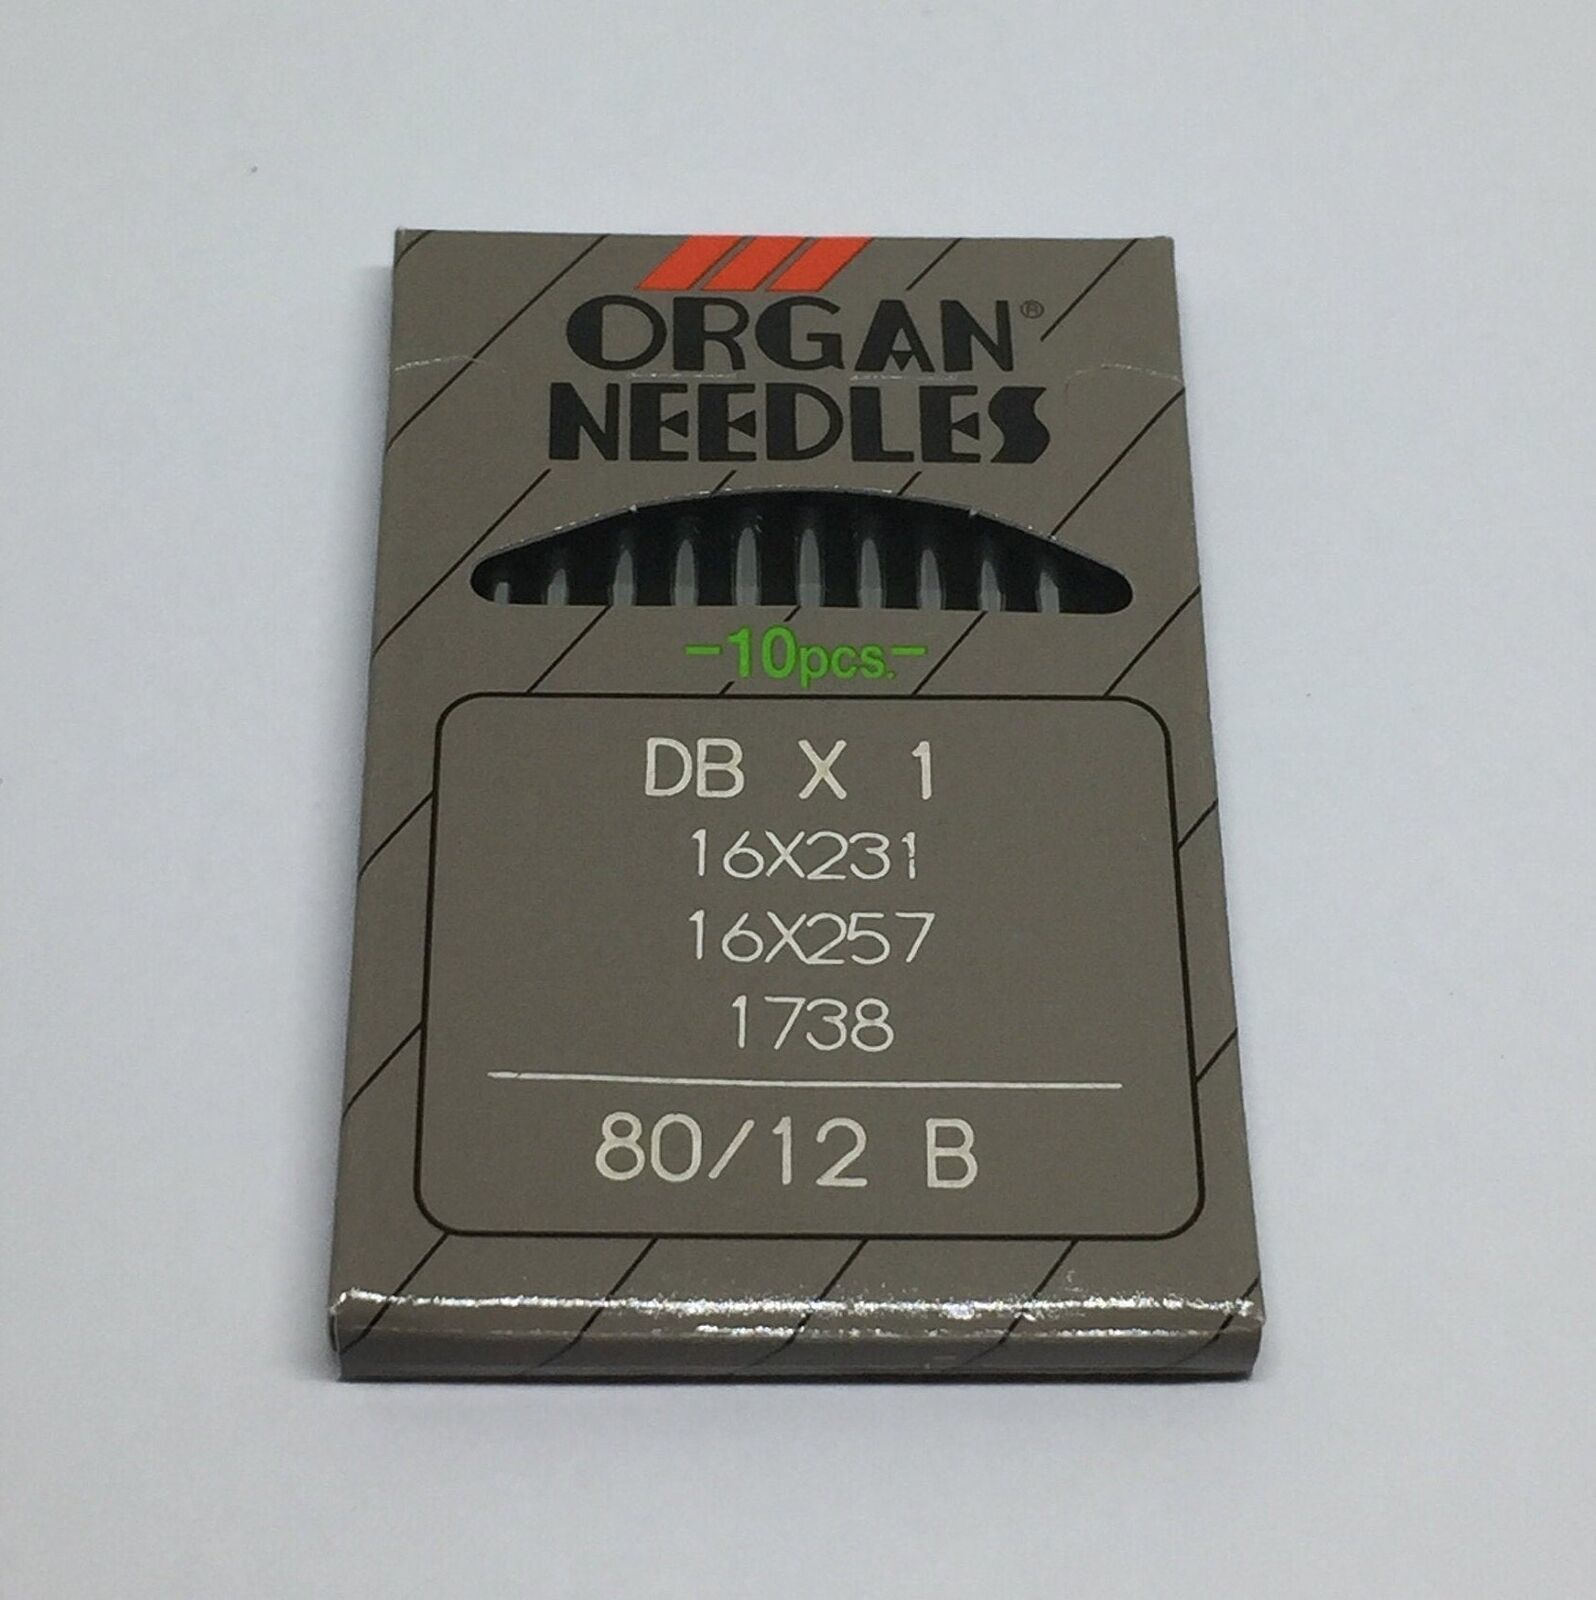 ORGAN®
NEEDLES
-10pcs.-
DB X 1
16X231
16X257
1738
80/12 B